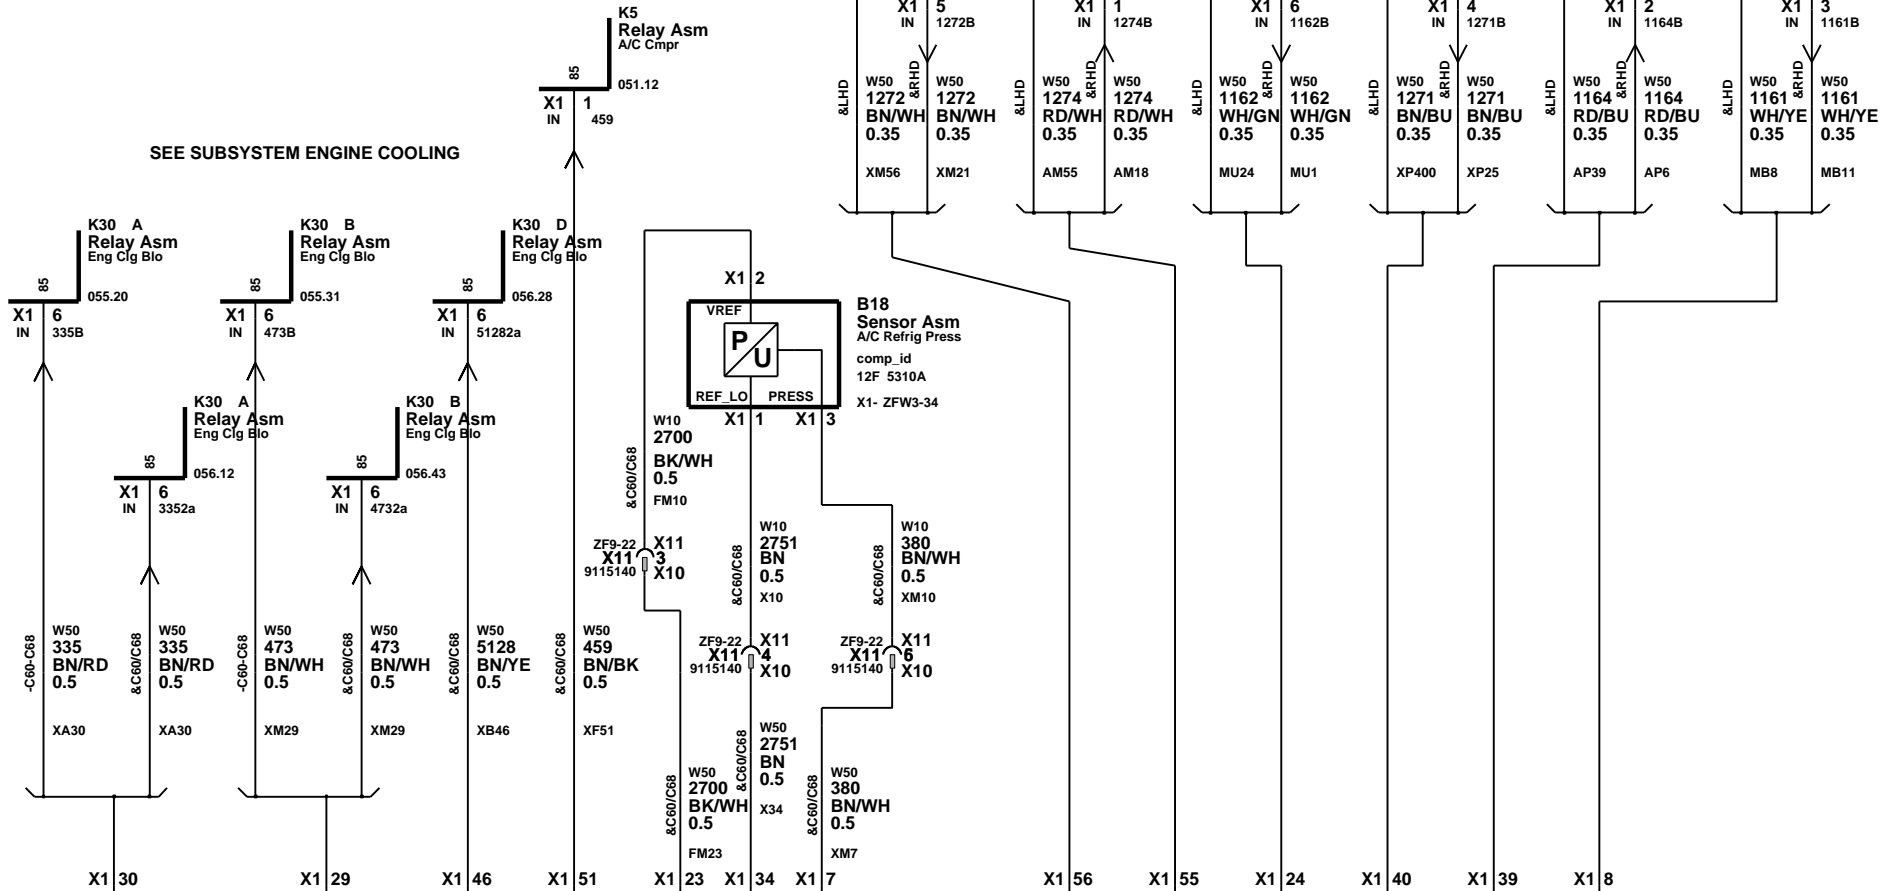 K5
Relay Asm
A/C Cmpr
85
051.12
X1 1
IN 459
X1 5
IN 1272B
X1 1
IN 1274B
X1 6
IN 1162B
X1 4
IN 1271B
X1 2
IN 1164B
X1 3
IN 1161B
&LHD
W50
1272
BN/WH
0.35
XM56
&RHD
W50
1272
BN/WH
0.35
XM21
&LHD
W50
1274
RD/WH
0.35
AM55
&RHD
W50
1274
RD/WH
0.35
AM18
&LHD
W50
1162
WH/GN
0.35
MU24
&RHD
W50
1162
WH/GN
0.35
MU1
&LHD
W50
1271
BN/BU
0.35
XP400
&RHD
W50
1271
BN/BU
0.35
XP25
&LHD
W50
1164
RD/BU
0.35
AP39
&RHD
W50
1164
RD/BU
0.35
AP6
&LHD
W50
1161
WH/YE
0.35
MB8
&RHD
W50
1161
WH/YE
0.35
MB11
SEE SUBSYSTEM ENGINE COOLING
K30 A
Relay Asm
Eng Clg Blo
85
055.20
X1 6
IN 335B
K30 B
Relay Asm
Eng Clg Blo
85
055.31
X1 6
IN 473B
K30 D
Relay Asm
Eng Clg Blo
85
056.28
X1 6
IN 51282a
K30 A
Relay Asm
Eng Clg Blo
85
056.12
X1 6
IN 3352a
K30 B
Relay Asm
Eng Clg Blo
85
056.43
X1 6
IN 4732a
X1 2
VREF
P
U
REF_LO PRESS
X1 1
X1 3
B18
Sensor Asm
A/C Refrig Press
comp_id
12F 5310A
X1- ZFW3-34
&C60/C68
W10
2700
BK/WH
0.5
FM10
ZF9-22 X11
X11 3
9115140 X10
&C60/C68
W10
2751
BN
0.5
X10
ZF9-22 X11
X11 4
9115140 X10
&C60/C68
W10
380
BN/WH
0.5
XM10
ZF9-22 X11
X11 6
9115140 X10
-C60-C68
W50
335
BN/RD
0.5
XA30
&C60/C68
W50
335
BN/RD
0.5
XA30
-C60-C68
W50
473
BN/WH
0.5
XM29
&C60/C68
W50
473
BN/WH
0.5
XM29
&C60/C68
W50
5128
BN/YE
0.5
XB46
&C60/C68
W50
459
BN/BK
0.5
XF51
&C60/C68
W50
2700
BK/WH
0.5
FM23
&C60/C68
W50
2751
BN
0.5
X34
&C60/C68
W50
380
BN/WH
0.5
XM7
X1 30
X1 29
X1 46
X1 51
X1 23
X1 34
X1 7
X1 56
X1 55
X1 24
X1 40
X1 39
X1 8